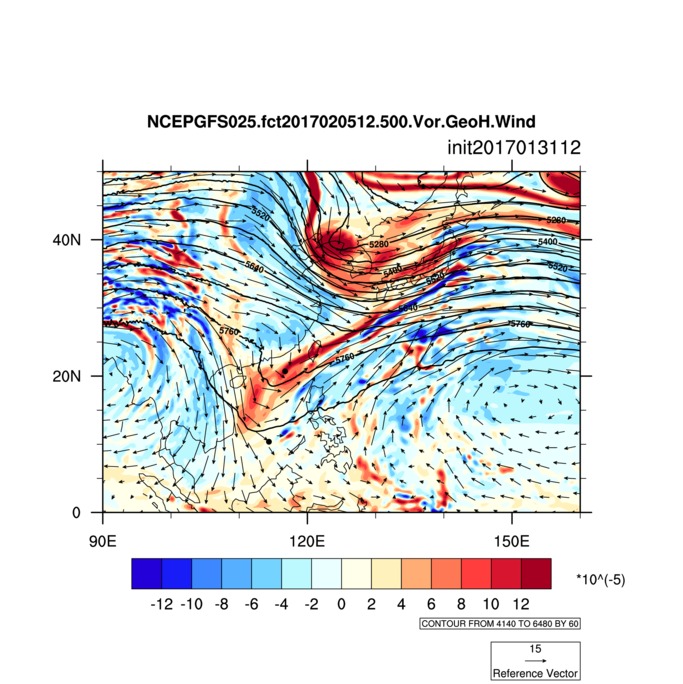 NCEPGFS025.fct2017020512.500.Vor.GeoH.Wind
init2017013112
5520
5280
5280
5400
40N
5640
5400
5520
5520
5640
5760
5760
5760
20N
0
90E 120E 150E
-12 -10 -8 -6 -4 -2 0 2 4 6 8 10 12
*10^(-5)
CONTOUR FROM 4140 TO 6480 BY 60
15
Reference Vector